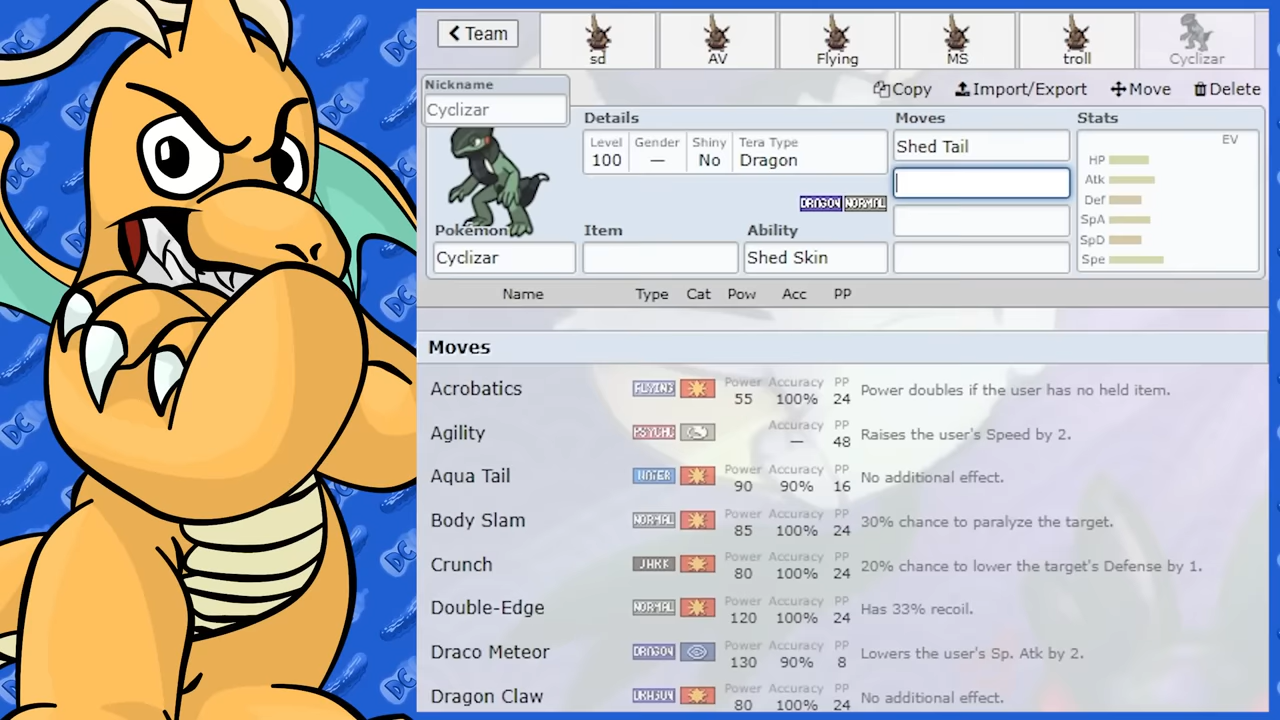 Team
sd
AV
Flying
MS
troll
Cyclizar
Copy
Import/Export
Move
Delete
Nickname
Cyclizar
Details
Level
100
Gender
—
Shiny
No
Tera Type
Dragon
DRAGON NORMAL
Pokémon
Cyclizar
Item
Ability
Shed Skin
Moves
Shed Tail
Stats
EV
HP
Atk
Def
SpA
SpD
Spe
Name Type Cat Pow Acc PP
Moves
Acrobatics FLYING Power 55 Accuracy 100% PP 24 Power doubles if the user has no held item.
Agility PSYCHC Accuracy — PP 48 Raises the user's Speed by 2.
Aqua Tail WATER Power 90 Accuracy 90% PP 16 No additional effect.
Body Slam NORMAL Power 85 Accuracy 100% PP 24 30% chance to paralyze the target.
Crunch DARK Power 80 Accuracy 100% PP 24 20% chance to lower the target's Defense by 1.
Double-Edge NORMAL Power 120 Accuracy 100% PP 24 Has 33% recoil.
Draco Meteor DRAGON Power 130 Accuracy 90% PP 8 Lowers the user's Sp. Atk by 2.
Dragon Claw DRAGON Power 80 Accuracy 100% PP 24 No additional effect.
DC